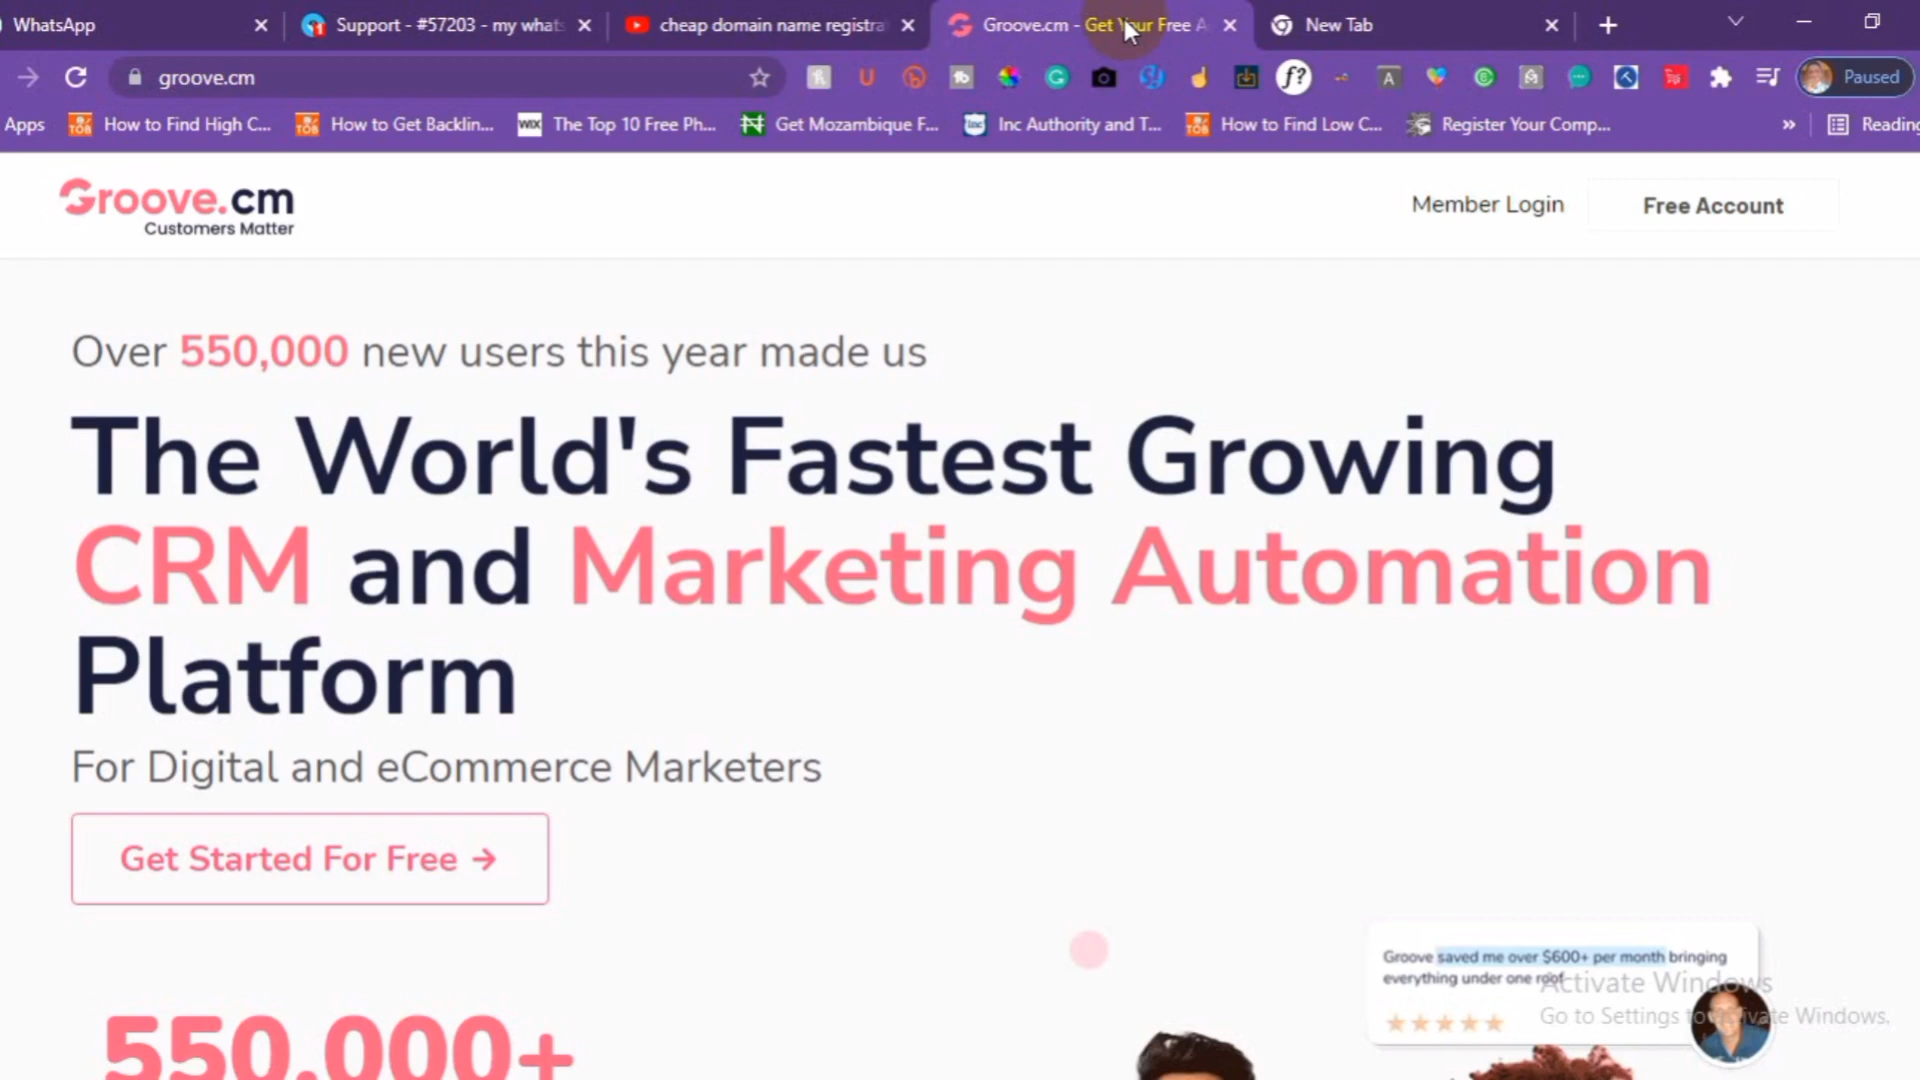 WhatsApp
Support - #57203 - my what
cheap domain name registra
Groove.cm - Get Your Free A
New Tab
groove.cm
Paused
Apps
How to Find High C...
How to Get Backlin...
WIX The Top 10 Free Ph...
Get Mozambique F...
Inc Authority and T...
How to Find Low C...
Register Your Comp...
»
Reading
Groove.cm
Customers Matter
Member Login
Free Account
Over 550,000 new users this year made us
The World's Fastest Growing
CRM and Marketing Automation
Platform
For Digital and eCommerce Marketers
Get Started For Free →
Groove saved me over $600+ per month bringing
everything under one roof
Activate Windows
Go to Settings to activate Windows.
550,000+